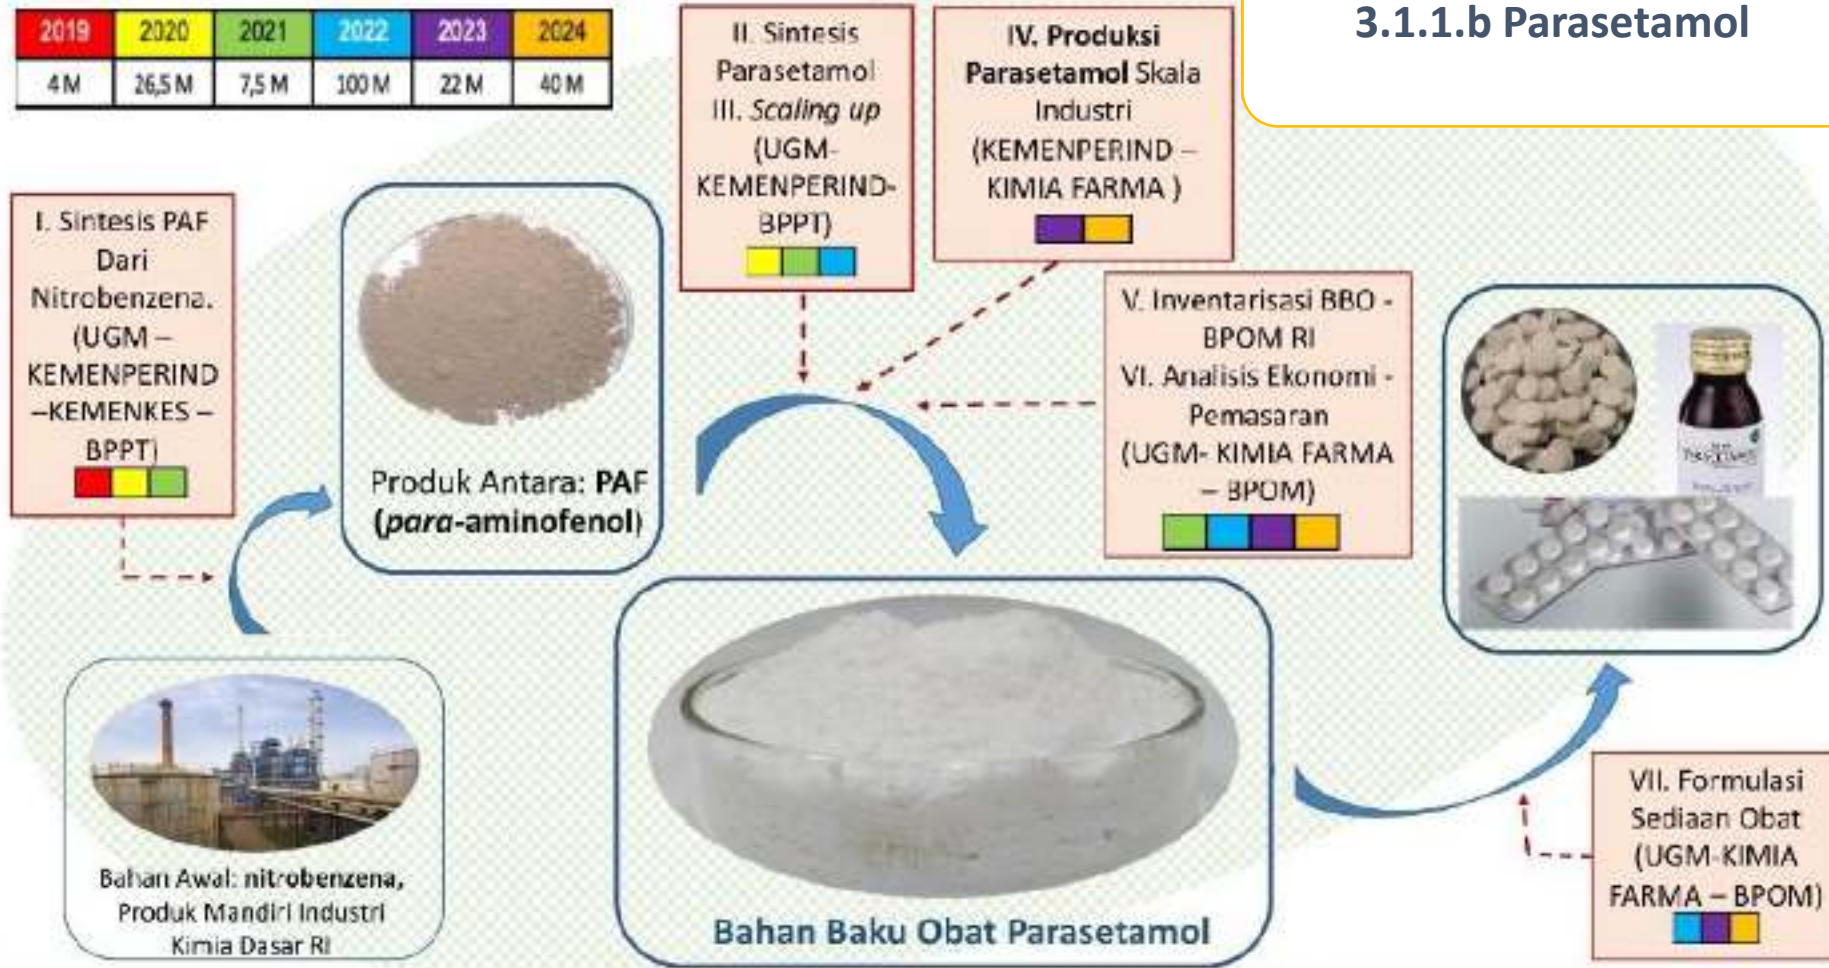 2019 2020 2021 2022 2023 2024
4 M 26,5 M 7,5 M 100 M 22 M 40 M
3.1.1.b Parasetamol
I. Sintesis PAF
Dari
Nitrobenzena.
(UGM –
KEMENPERIND
–KEMENKES –
BPPT)
Produk Antara: PAF
(para-aminofenol)
II. Sintesis
Parasetamol
III. Scaling up
(UGM-
KEMENPERIND-
BPPT)
IV. Produksi
Parasetamol Skala
Industri
(KEMENPERIND –
KIMIA FARMA )
V. Inventarisasi BBO -
BPOM RI
VI. Analisis Ekonomi -
Pemasaran
(UGM- KIMIA FARMA
– BPOM)
Bahan Awal: nitrobenzena,
Produk Mandiri Industri
Kimia Dasar RI
Bahan Baku Obat Parasetamol
VII. Formulasi
Sediaan Obat
(UGM-KIMIA
FARMA – BPOM)